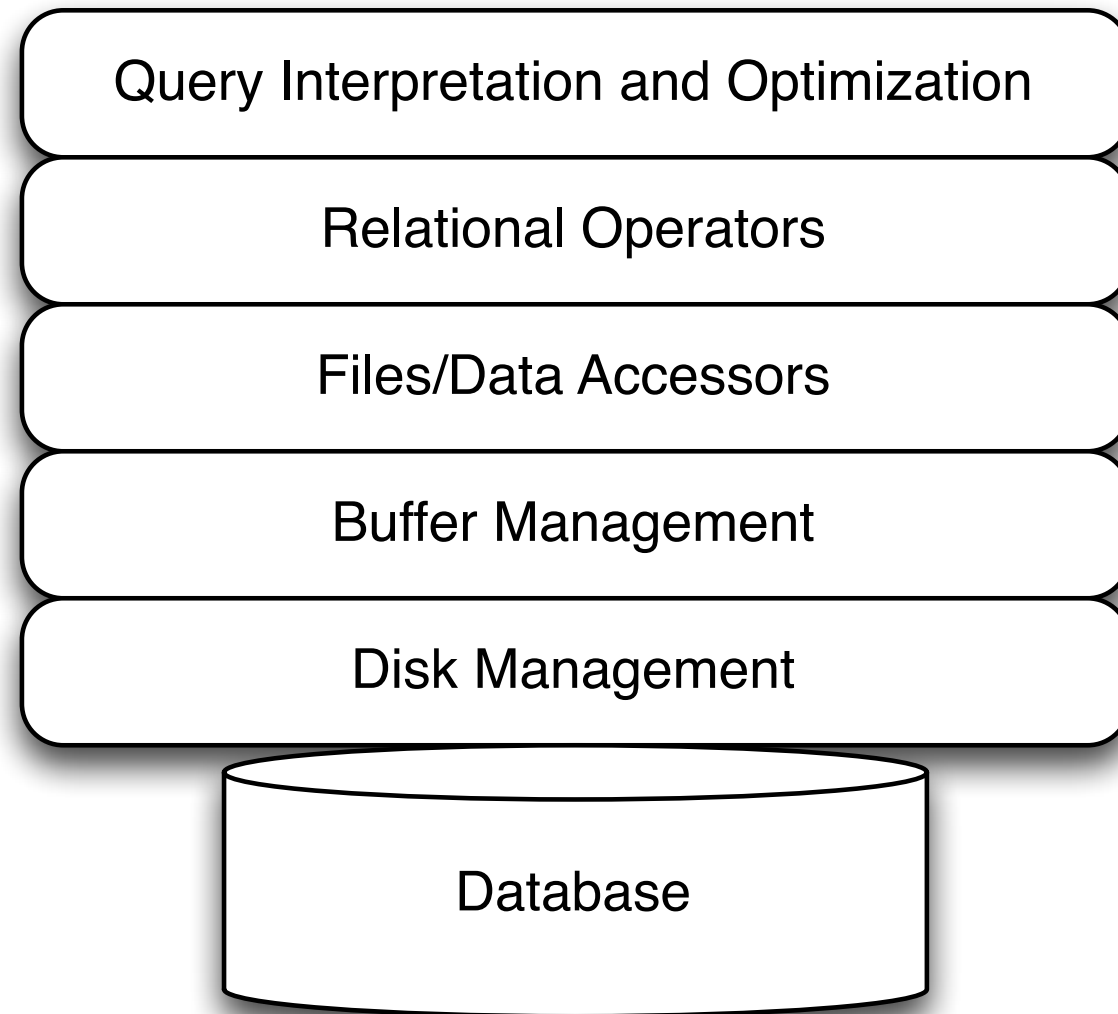 Query Interpretation and Optimization
Relational Operators
Files/Data Accessors
Buffer Management
Disk Management
Database